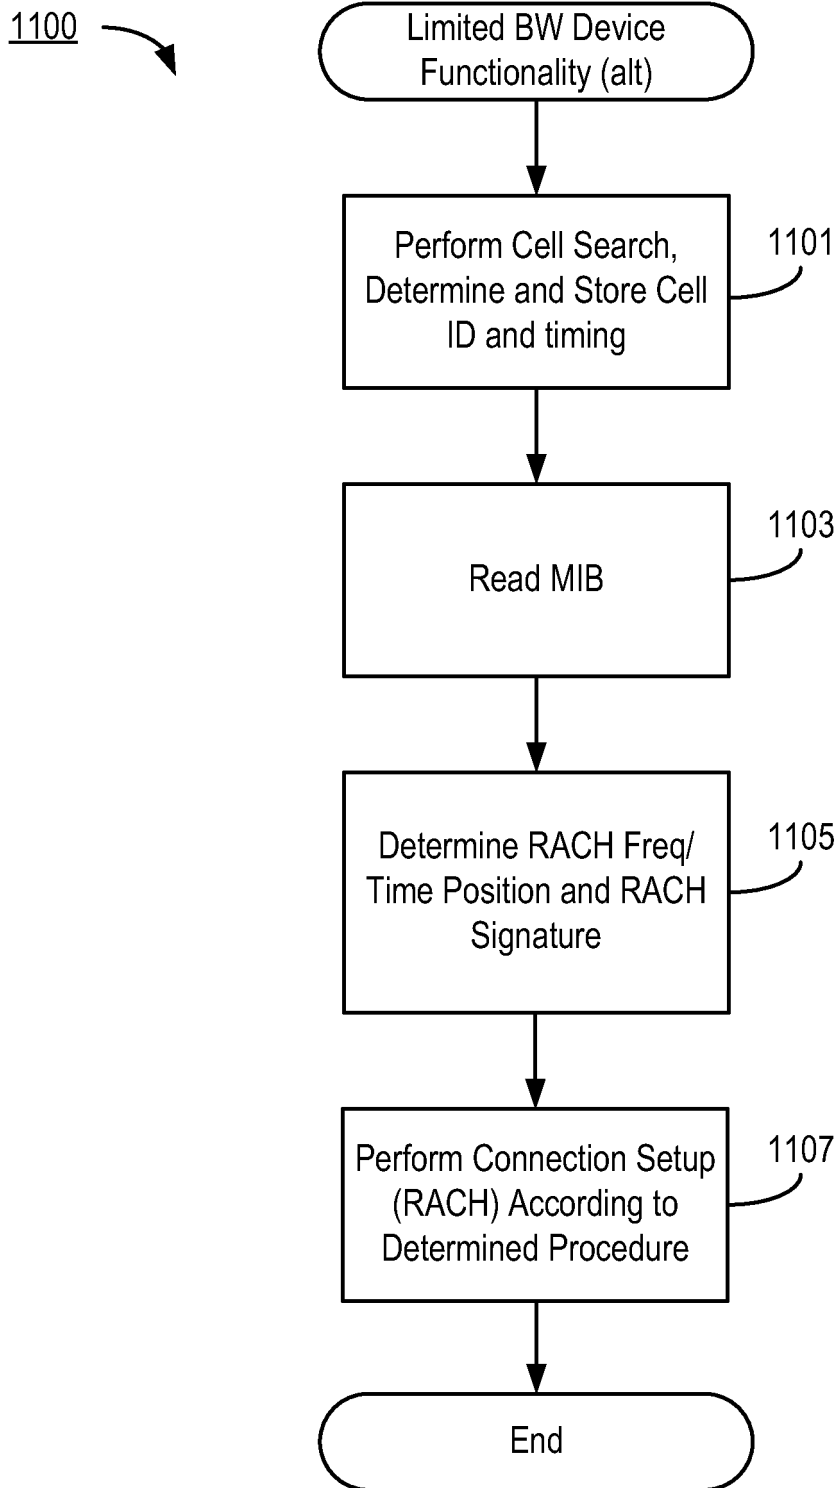 1100
Limited BW Device
Functionality (alt)
Perform Cell Search,
Determine and Store Cell
ID and timing
1101
Read MIB
1103
Determine RACH Freq/
Time Position and RACH
Signature
1105
Perform Connection Setup
(RACH) According to
Determined Procedure
1107
End